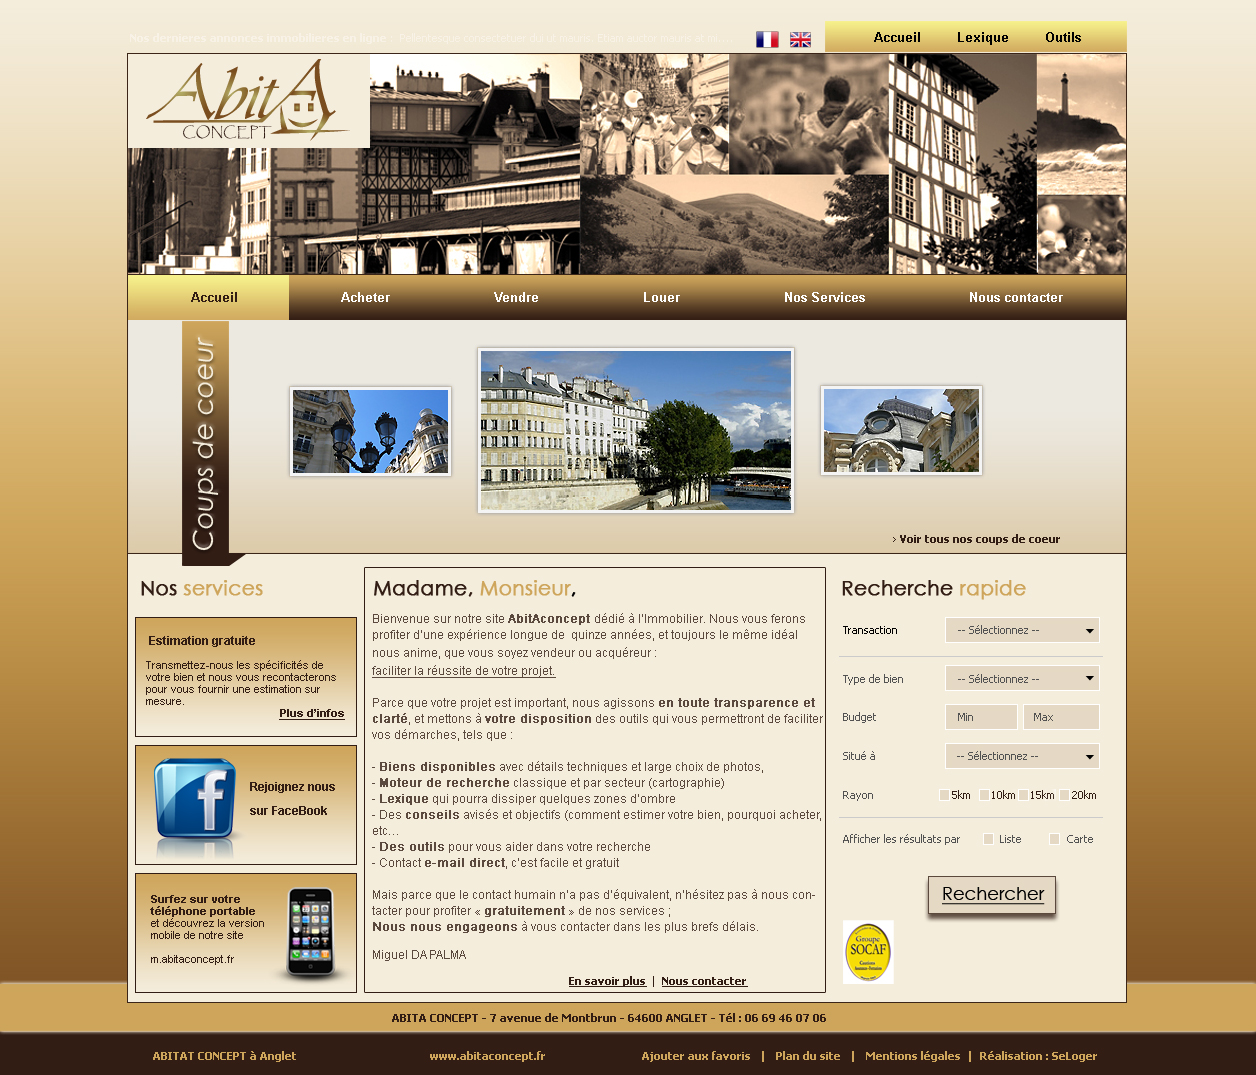 Nos dernieres annonces immobilieres en ligne :
Accueil Lexique Outils
AbitA
CONCEPT
Accueil Acheter Vendre Louer Nos Services Nous contacter
Coups de coeur
› Voir tous nos coups de coeur
Nos services
Estimation gratuite
Transmettez-nous les spécificités de
votre bien et nous vous recontacterons
pour vous fournir une estimation sur
mesure.
Plus d'infos
Rejoignez nous
sur FaceBook
Surfez sur votre
téléphone portable
et découvrez la version
mobile de notre site
m.abitaconcept.fr
Madame, Monsieur,
Bienvenue sur notre site AbitAconcept dédié à l'Immobilier. Nous vous ferons
profiter d'une expérience longue de quinze années, et toujours le même idéal
nous anime, que vous soyez vendeur ou acquéreur :
faciliter la réussite de votre projet.
Parce que votre projet est important, nous agissons en toute transparence et
clarté, et mettons à votre disposition des outils qui vous permettront de faciliter
vos démarches, tels que :
- Biens disponibles avec détails techniques et large choix de photos,
- Moteur de recherche classique et par secteur (cartographie)
- Lexique qui pourra dissiper quelques zones d'ombre
- Des conseils avisés et objectifs (comment estimer votre bien, pourquoi acheter,
etc...
- Des outils pour vous aider dans votre recherche
- Contact e-mail direct, c'est facile et gratuit
Mais parce que le contact humain n'a pas d'équivalent, n'hésitez pas à nous con-
tacter pour profiter « gratuitement » de nos services ;
Nous nous engageons à vous contacter dans les plus brefs délais.
Miguel DA PALMA
En savoir plus | Nous contacter
Recherche rapide
Transaction -- Sélectionnez --
Type de bien -- Sélectionnez --
Budget Min Max
Situé à -- Sélectionnez --
Rayon 5km 10km 15km 20km
Afficher les résultats par Liste Carte
Rechercher
Groupe
SOCAF
ABITA CONCEPT - 7 avenue de Montbrun - 64600 ANGLET - Tél : 06 69 46 07 06
ABITAT CONCEPT à Anglet www.abitaconcept.fr Ajouter aux favoris | Plan du site | Mentions légales | Réalisation : SeLoger